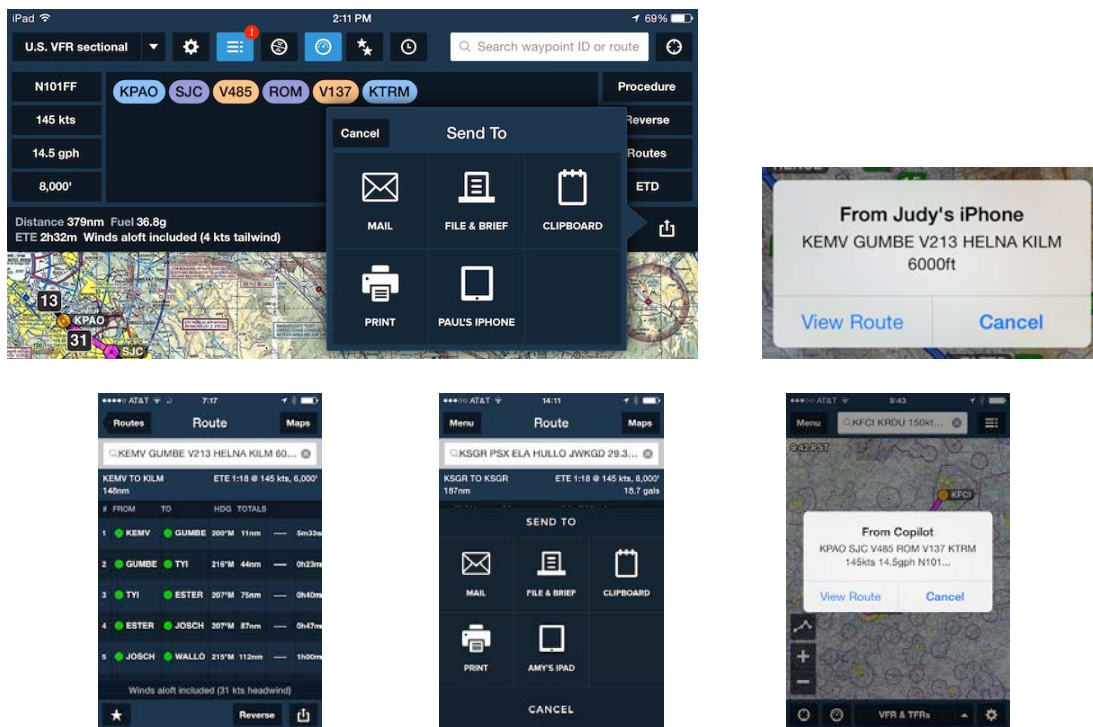 iPad 2:11 PM 69%
U.S. VFR sectional ! Search waypoint ID or route
N101FF KPAO SJC V485 ROM V137 KTRM Procedure
145 kts Cancel Send To Reverse
14.5 gph Routes
8,000' ETD
MAIL FILE & BRIEF CLIPBOARD
Distance 379nm Fuel 36.8g
ETE 2h32m Winds aloft included (4 kts tailwind)
PRINT PAUL'S IPHONE
13 KPAO
31 SJC
From Judy's iPhone
KEMV GUMBE V213 HELNA KILM
6000ft
View Route Cancel
AT&T 7:17
Routes Route Maps
KEMV GUMBE V213 HELNA KILM 60...
KEMV TO KILM ETE 1:18 @ 145 kts, 6,000'
148nm
# FROM TO HDG TOTALS
1 KEMV GUMBE 200°M 11nm — 5m33s
2 GUMBE TYI 216°M 44nm — 0h23m
3 TYI ESTER 207°M 75nm — 0h40m
4 ESTER JOSCH 207°M 87nm — 0h47m
5 JOSCH WALLO 215°M 112nm — 1h00m
Winds aloft included (31 kts headwind)
Reverse
AT&T 14:11
Menu Route Maps
KSGR PSX ELA HULLO JWKGD 29.3...
KSGR TO KSGR ETE 1:18 @ 145 kts, 8,000'
187nm 18.7 gals
SEND TO
MAIL FILE & BRIEF CLIPBOARD
PRINT AMY'S IPAD
CANCEL
AT&T 9:43
Menu KFCI KRDU 150kt...
9:42 PST
KFCI
From Copilot
KPAO SJC V485 ROM V137 KTRM
145kts 14.5gph N101...
View Route Cancel
VFR & TFRs